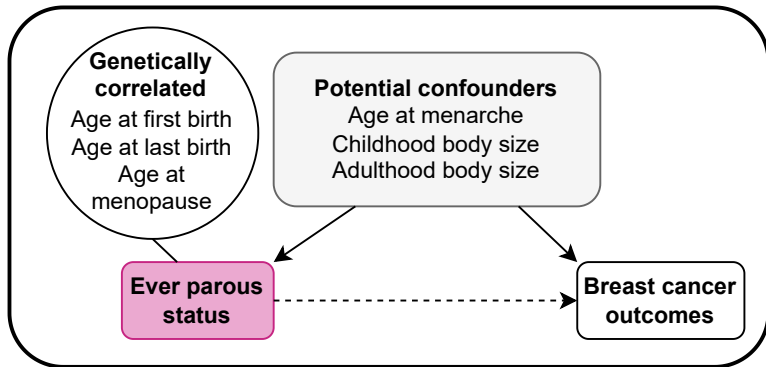 Genetically
correlated
Age at first birth
Age at last birth
Age at
menopause
Potential confounders
Age at menarche
Childhood body size
Adulthood body size
Ever parous
status
Breast cancer
outcomes